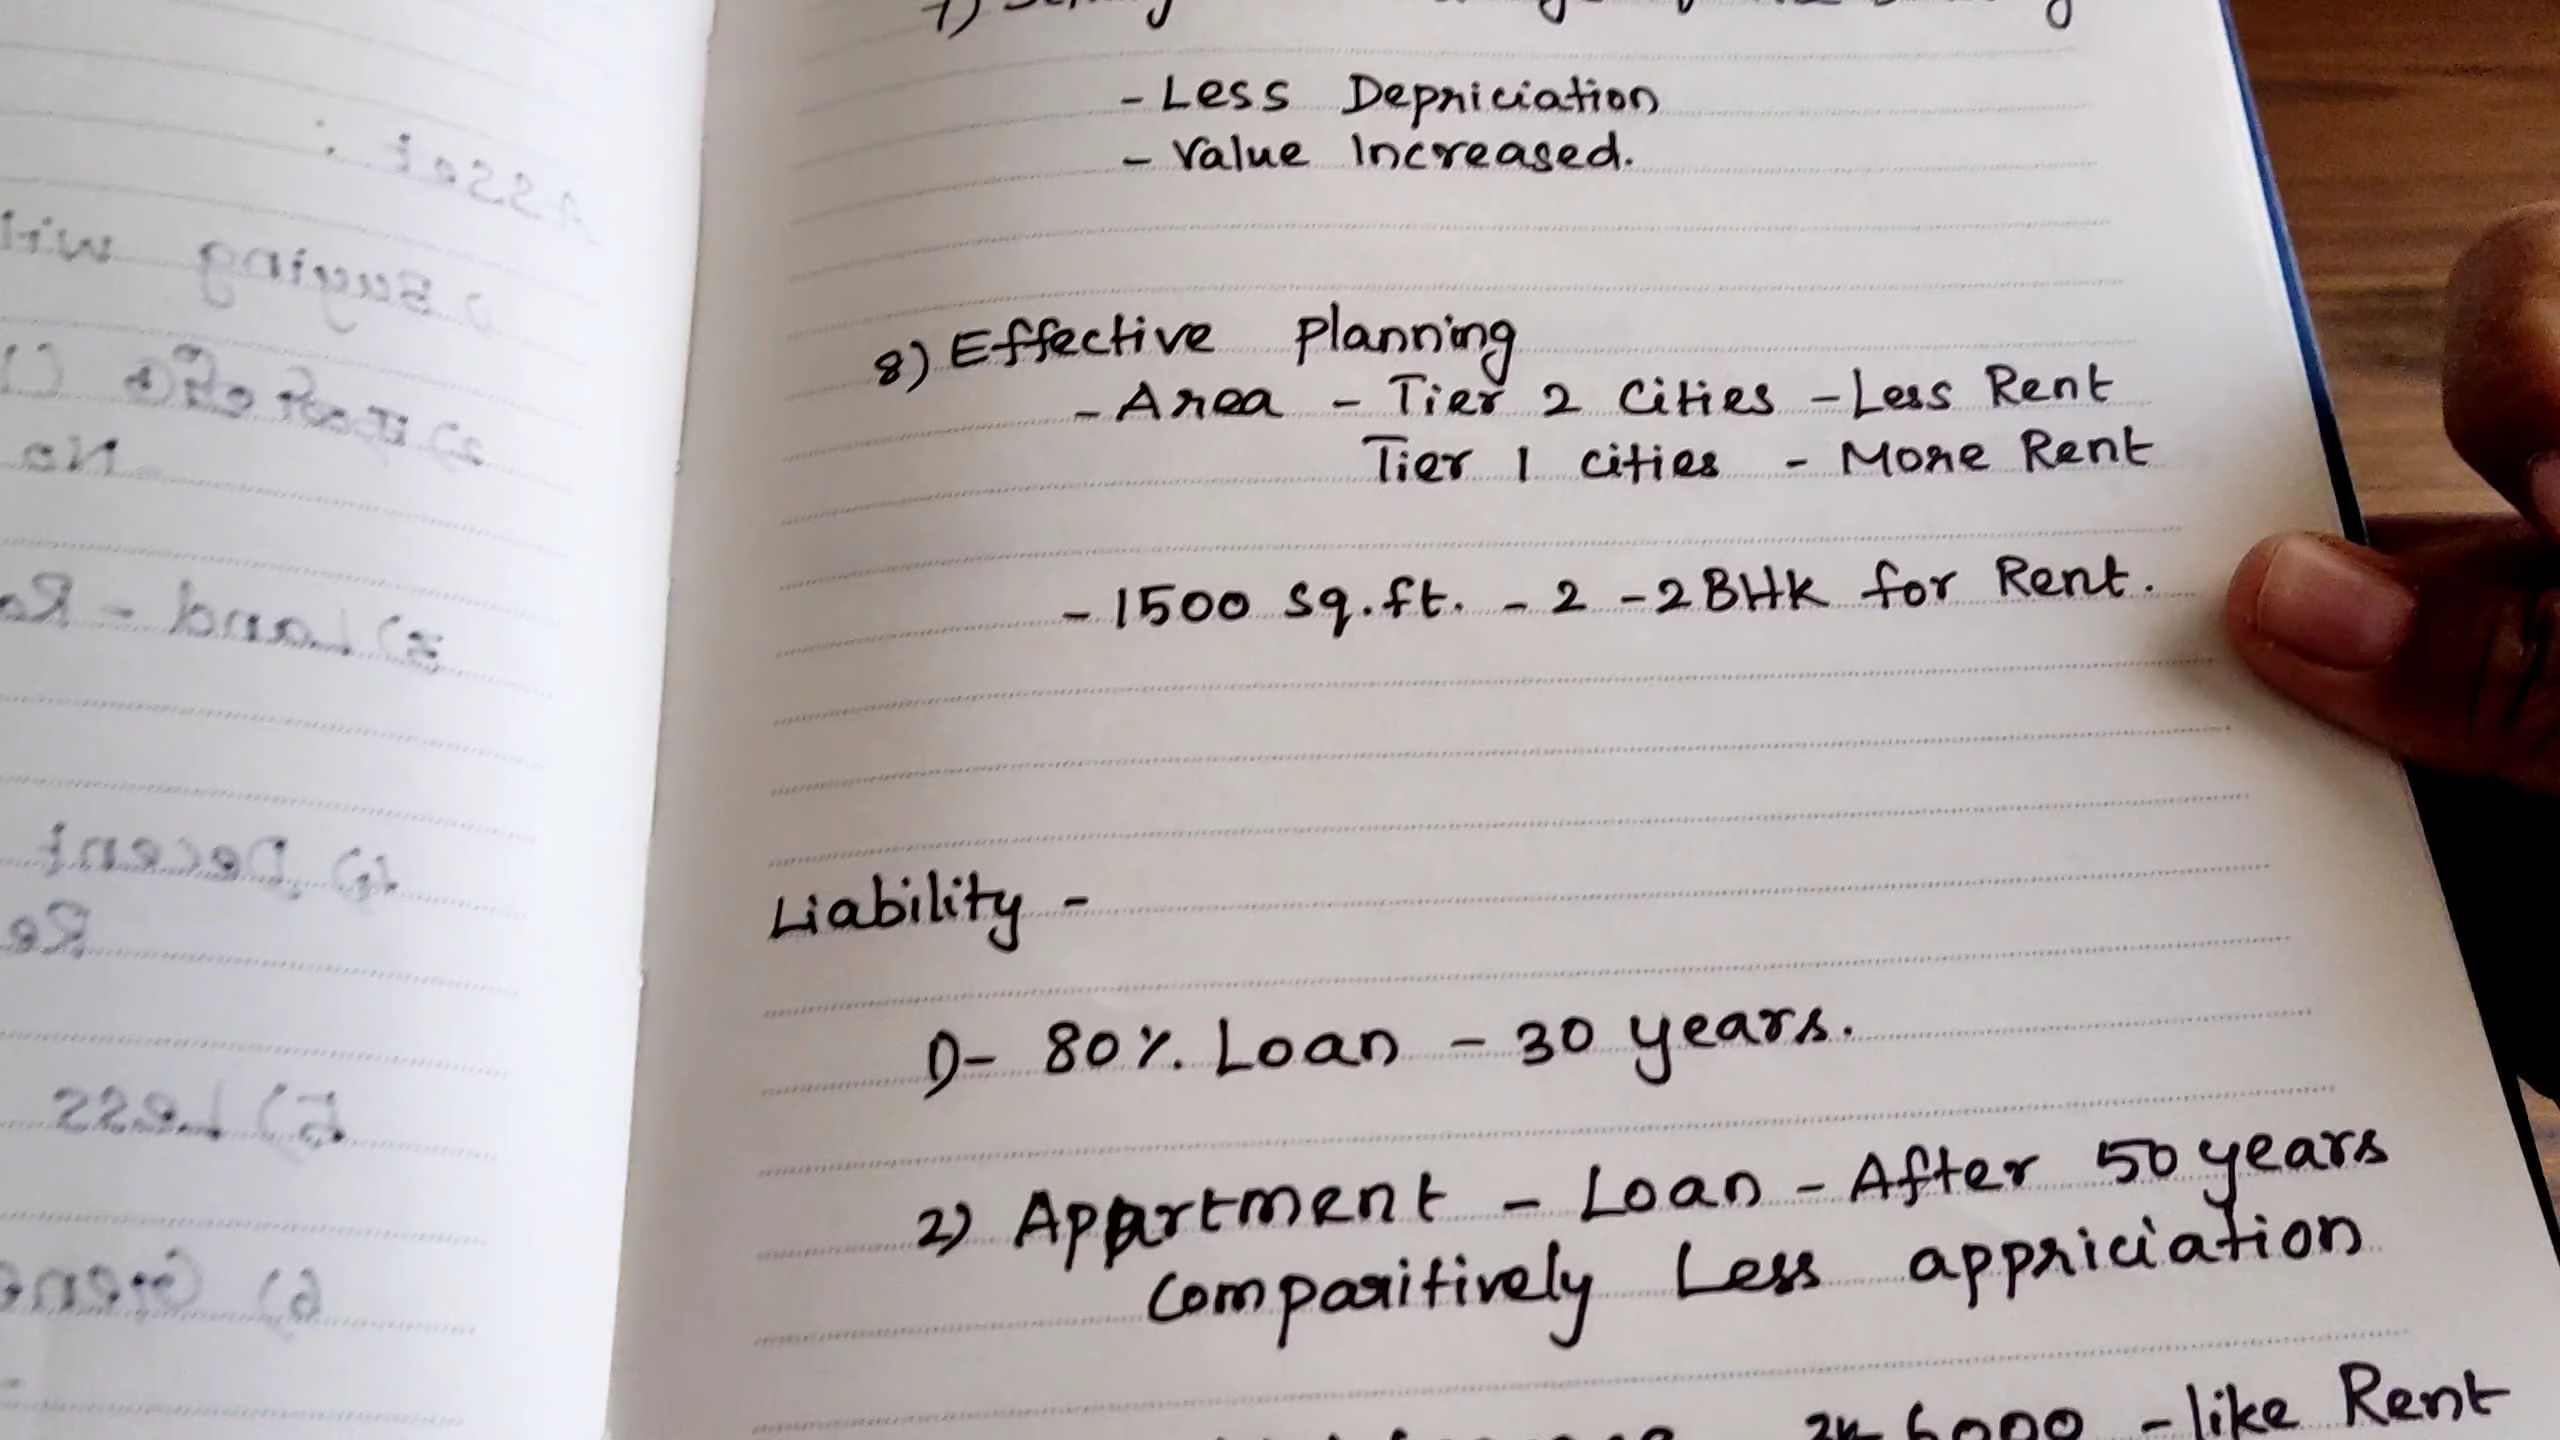 - Less Depriciation
- Value Increased.
8) Effective planning
- Area - Tier 2 Cities - Less Rent
Tier 1 cities - More Rent
- 1500 Sq.ft. - 2 - 2BHK for Rent.
Liability -
1)- 80% Loan - 30 years.
2) Appartment - Loan - After 50 years
Comparitively Less appriciation
6000 - like Rent